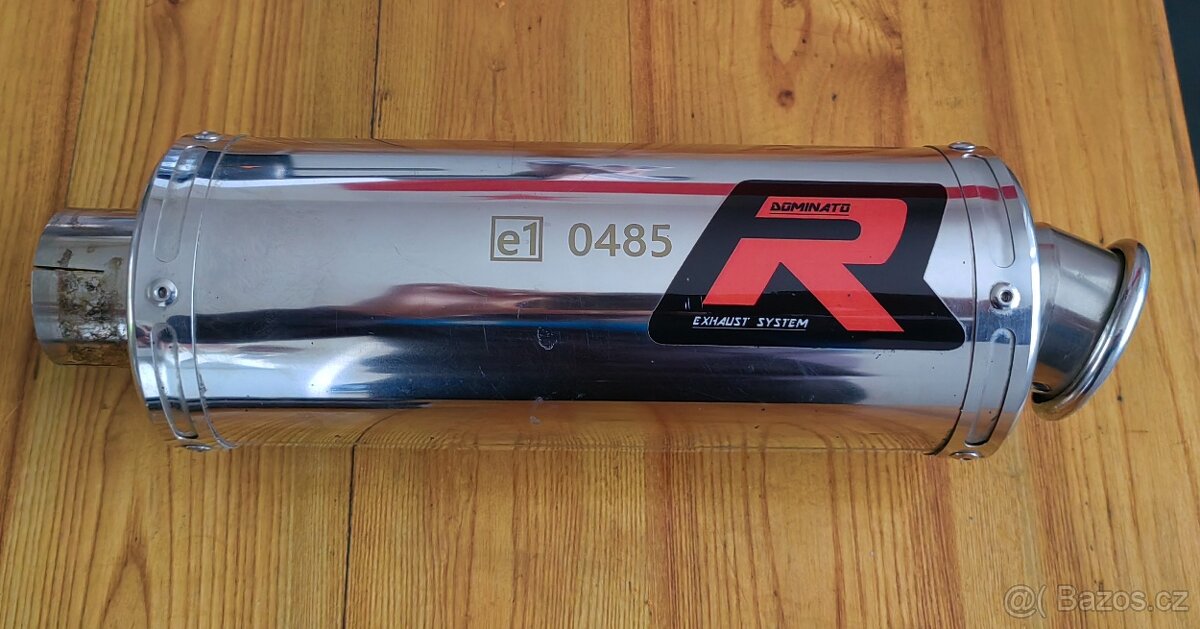 e1 0485
DOMINATO
R
EXHAUST SYSTEM
@( Bazos.cz